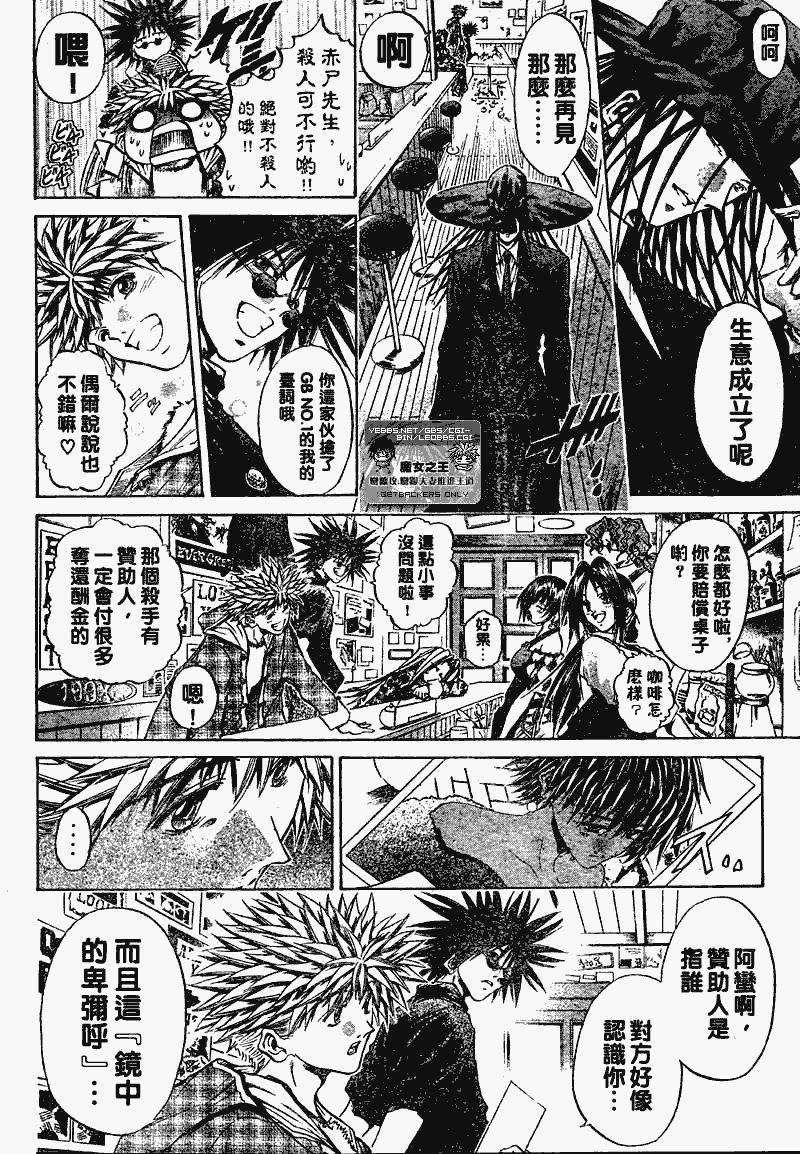 呵呵
生意成立了呢
那麼再見
那麼……
啊
赤尸先生，
殺人可不行喲!!
絕對不殺人
的哦!!
喂！
YEBBS.NET/GBS/CGI-
BIN/LEOBBS.CGI
魔女之王
GETBACKERS ONLY
你這家伙搶了
GB NO.1的我的
臺詞哦
偶爾說說也
不錯嘛♡
怎麼都好啦，
你要賠償桌子
喲？
咖啡怎
麼樣？
好累…
這點小事
沒問題啦！
那個殺手有
贊助人，
一定會付很多
奪還酬金的
嗯！
‥‥
阿蠻啊，
贊助人是
指誰
對方好像
認識你…
而且這『鏡中
的卑彌呼』…